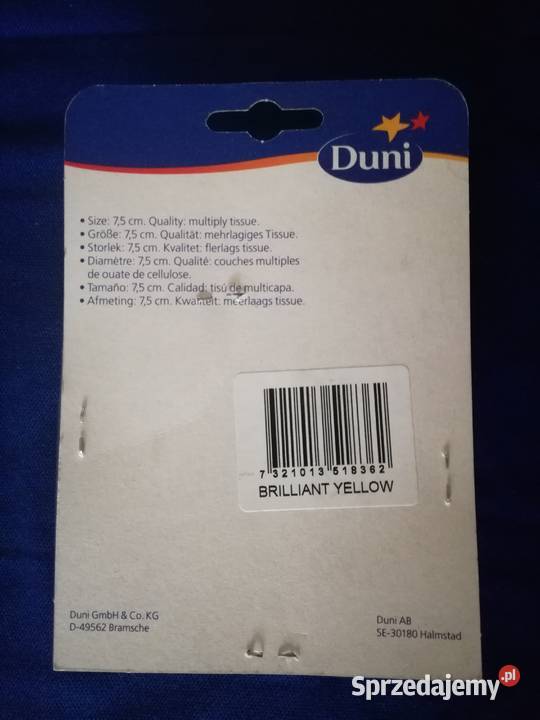 Duni
• Size: 7,5 cm. Quality: multiply tissue.
• Größe: 7,5 cm. Qualität: mehrlagiges Tissue.
• Storlek: 7,5 cm. Kvalitet: flerlags tissue.
• Diamètre: 7,5 cm. Qualité: couches multiples
de ouate de cellulose.
• Tamaño: 7,5 cm. Calidad: tisú de multicapa.
• Afmeting: 7,5 cm. Kwaliteit: meerlaags tissue.
7 321013 518362
BRILLIANT YELLOW
Duni GmbH & Co. KG
D-49562 Bramsche
Duni AB
SE-30180 Halmstad
Sprzedajemy.pl